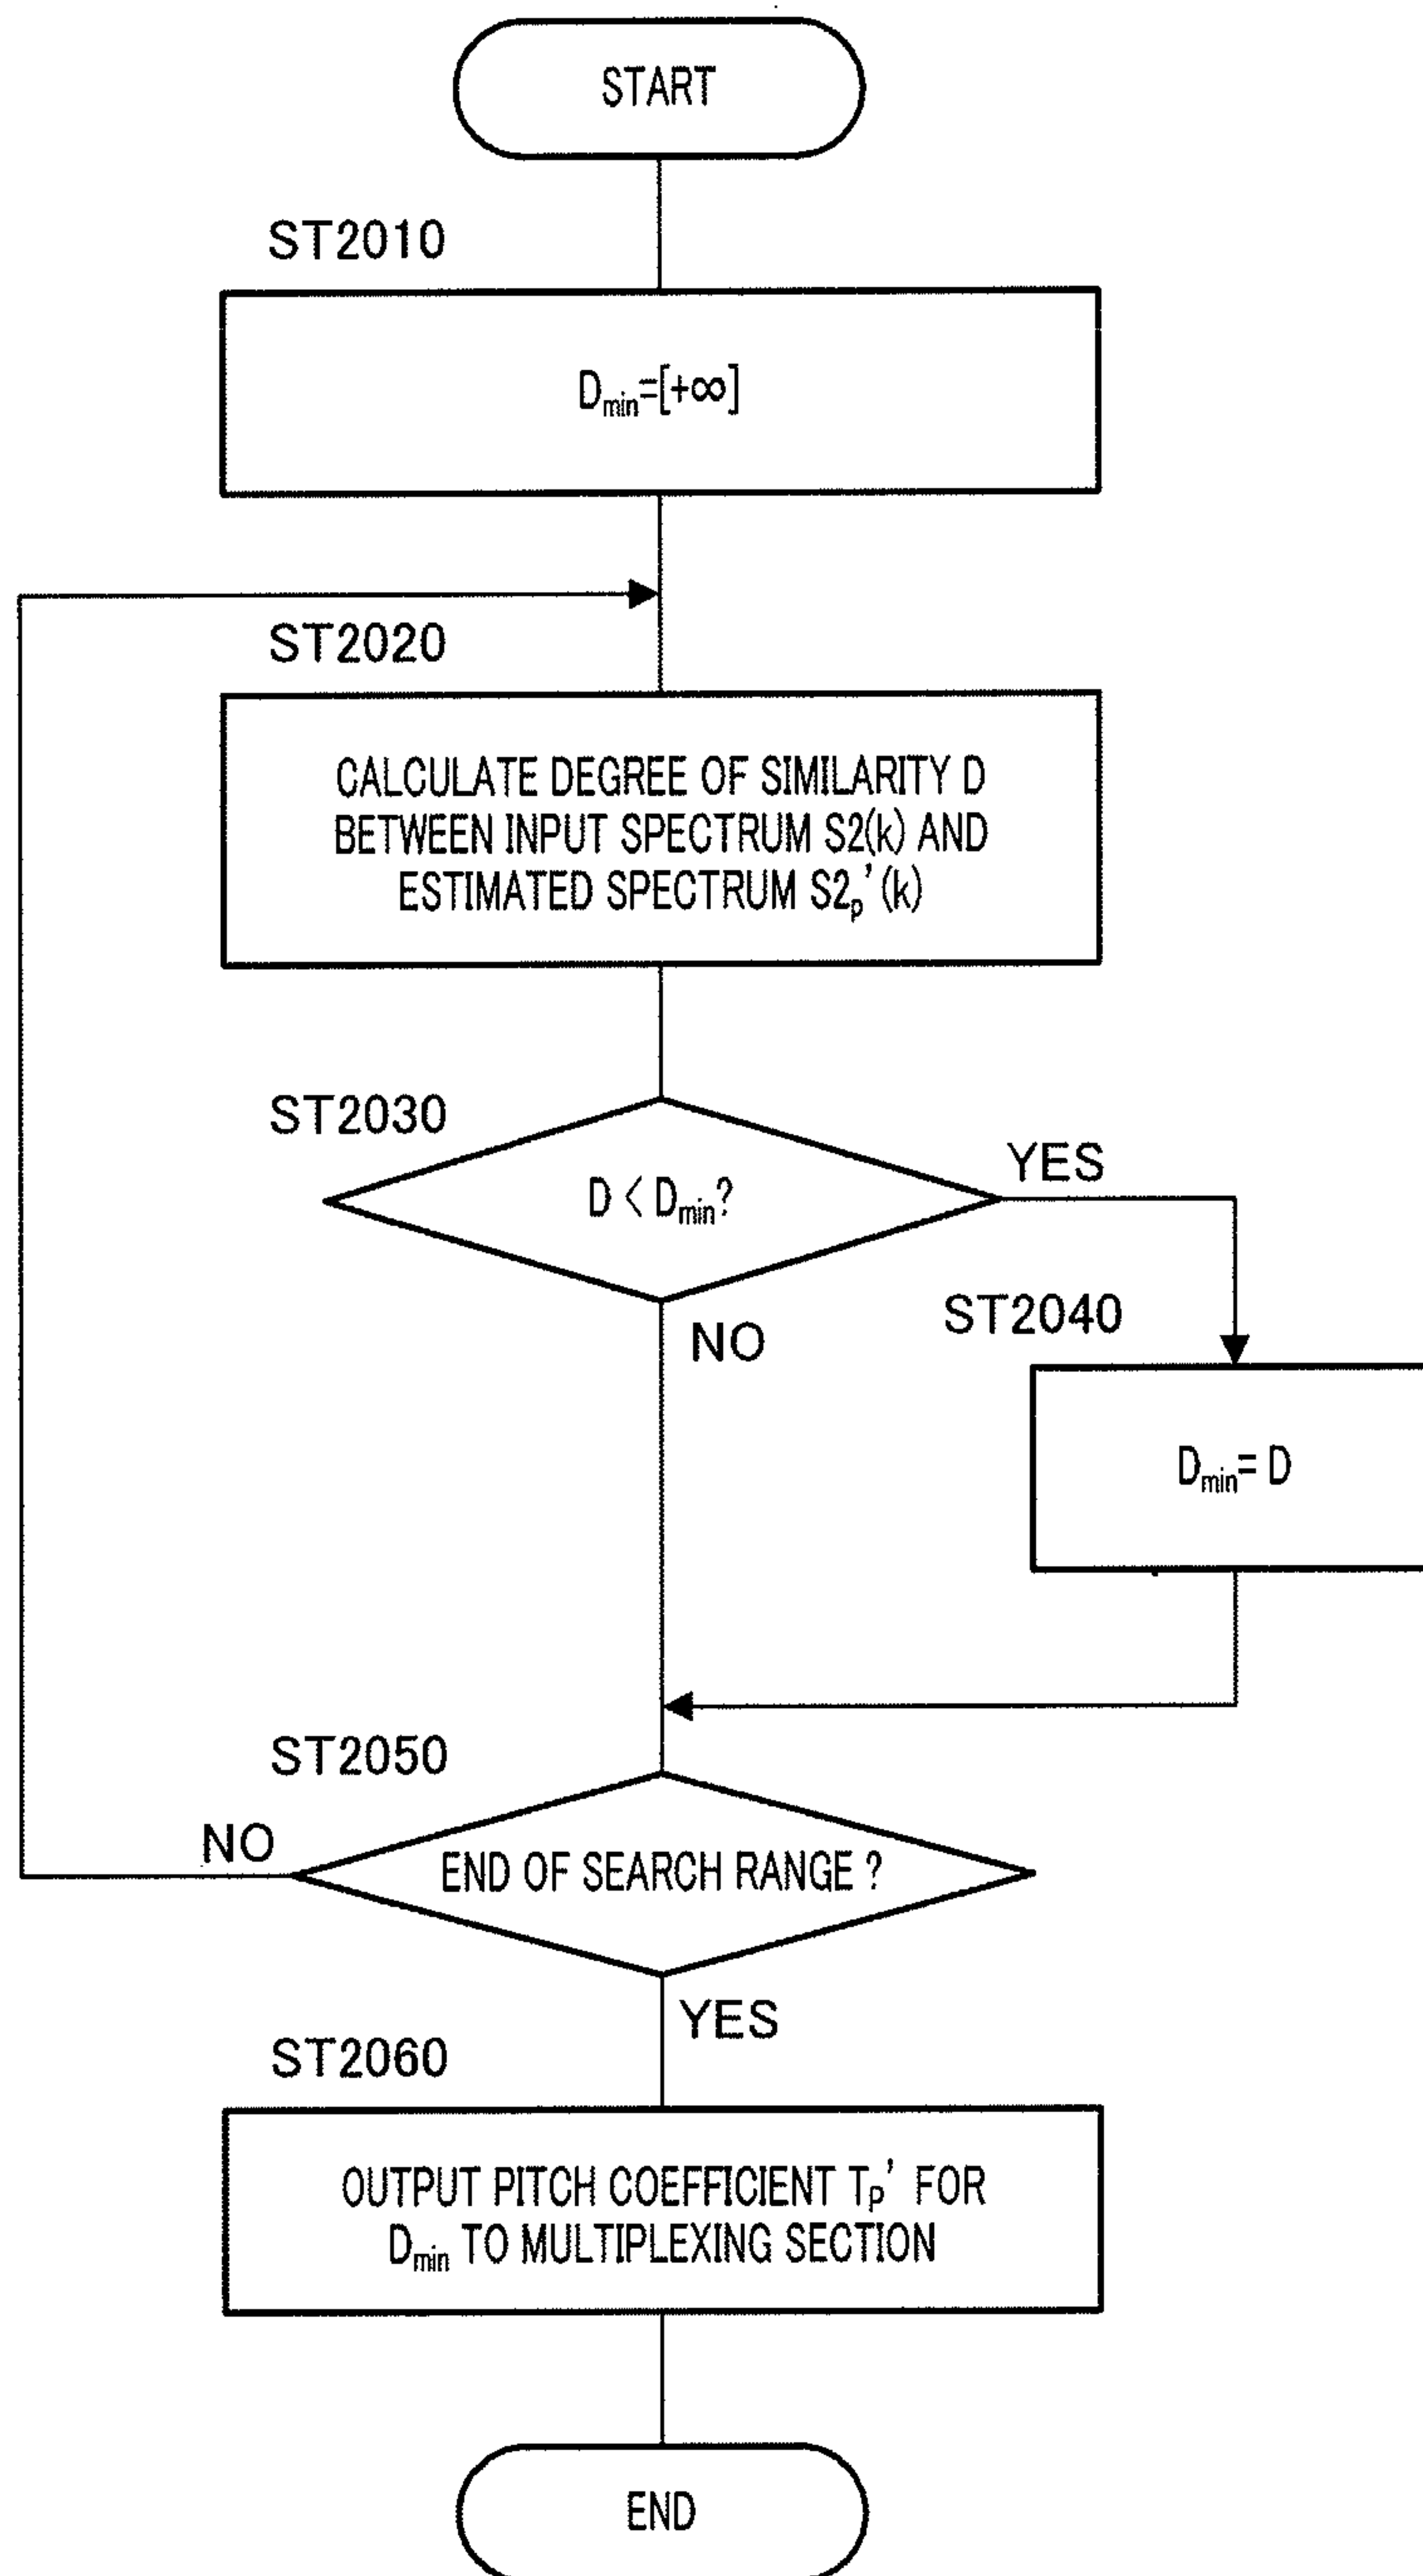 START
ST2010
Dmin=[+∞]
ST2020
CALCULATE DEGREE OF SIMILARITY D
BETWEEN INPUT SPECTRUM S2(k) AND
ESTIMATED SPECTRUM S2p'(k)
ST2030
D < Dmin?
YES
NO
ST2040
Dmin= D
ST2050
NO
END OF SEARCH RANGE ?
YES
ST2060
OUTPUT PITCH COEFFICIENT Tp' FOR
Dmin TO MULTIPLEXING SECTION
END